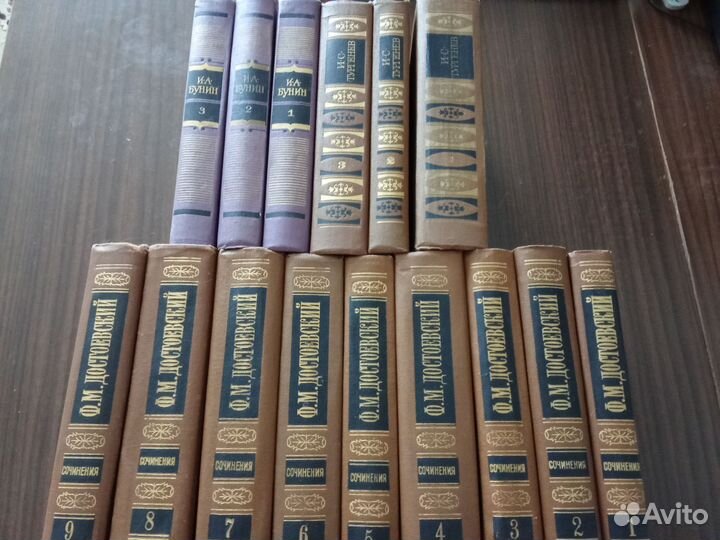 И.А.
БУНИН
3
И.А.
БУНИН
2
И.А.
БУНИН
1
И·С·
ТУРГЕНЕВ
3
И·С·
ТУРГЕНЕВ
2
И·С·
ТУРГЕНЕВ
Ф.М.ДОСТОЕВСКИЙ
СОЧИНЕНИЯ
9
Ф.М.ДОСТОЕВСКИЙ
СОЧИНЕНИЯ
8
Ф.М.ДОСТОЕВСКИЙ
СОЧИНЕНИЯ
7
Ф.М.ДОСТОЕВСКИЙ
СОЧИНЕНИЯ
6
Ф.М.ДОСТОЕВСКИЙ
СОЧИНЕНИЯ
5
Ф.М.ДОСТОЕВСКИЙ
СОЧИНЕНИЯ
4
Ф.М.ДОСТОЕВСКИЙ
СОЧИНЕНИЯ
3
Ф.М.ДОСТОЕВСКИЙ
СОЧИНЕНИЯ
2
Ф.М.ДОСТОЕВСКИЙ
СОЧИНЕНИЯ
1
Avito